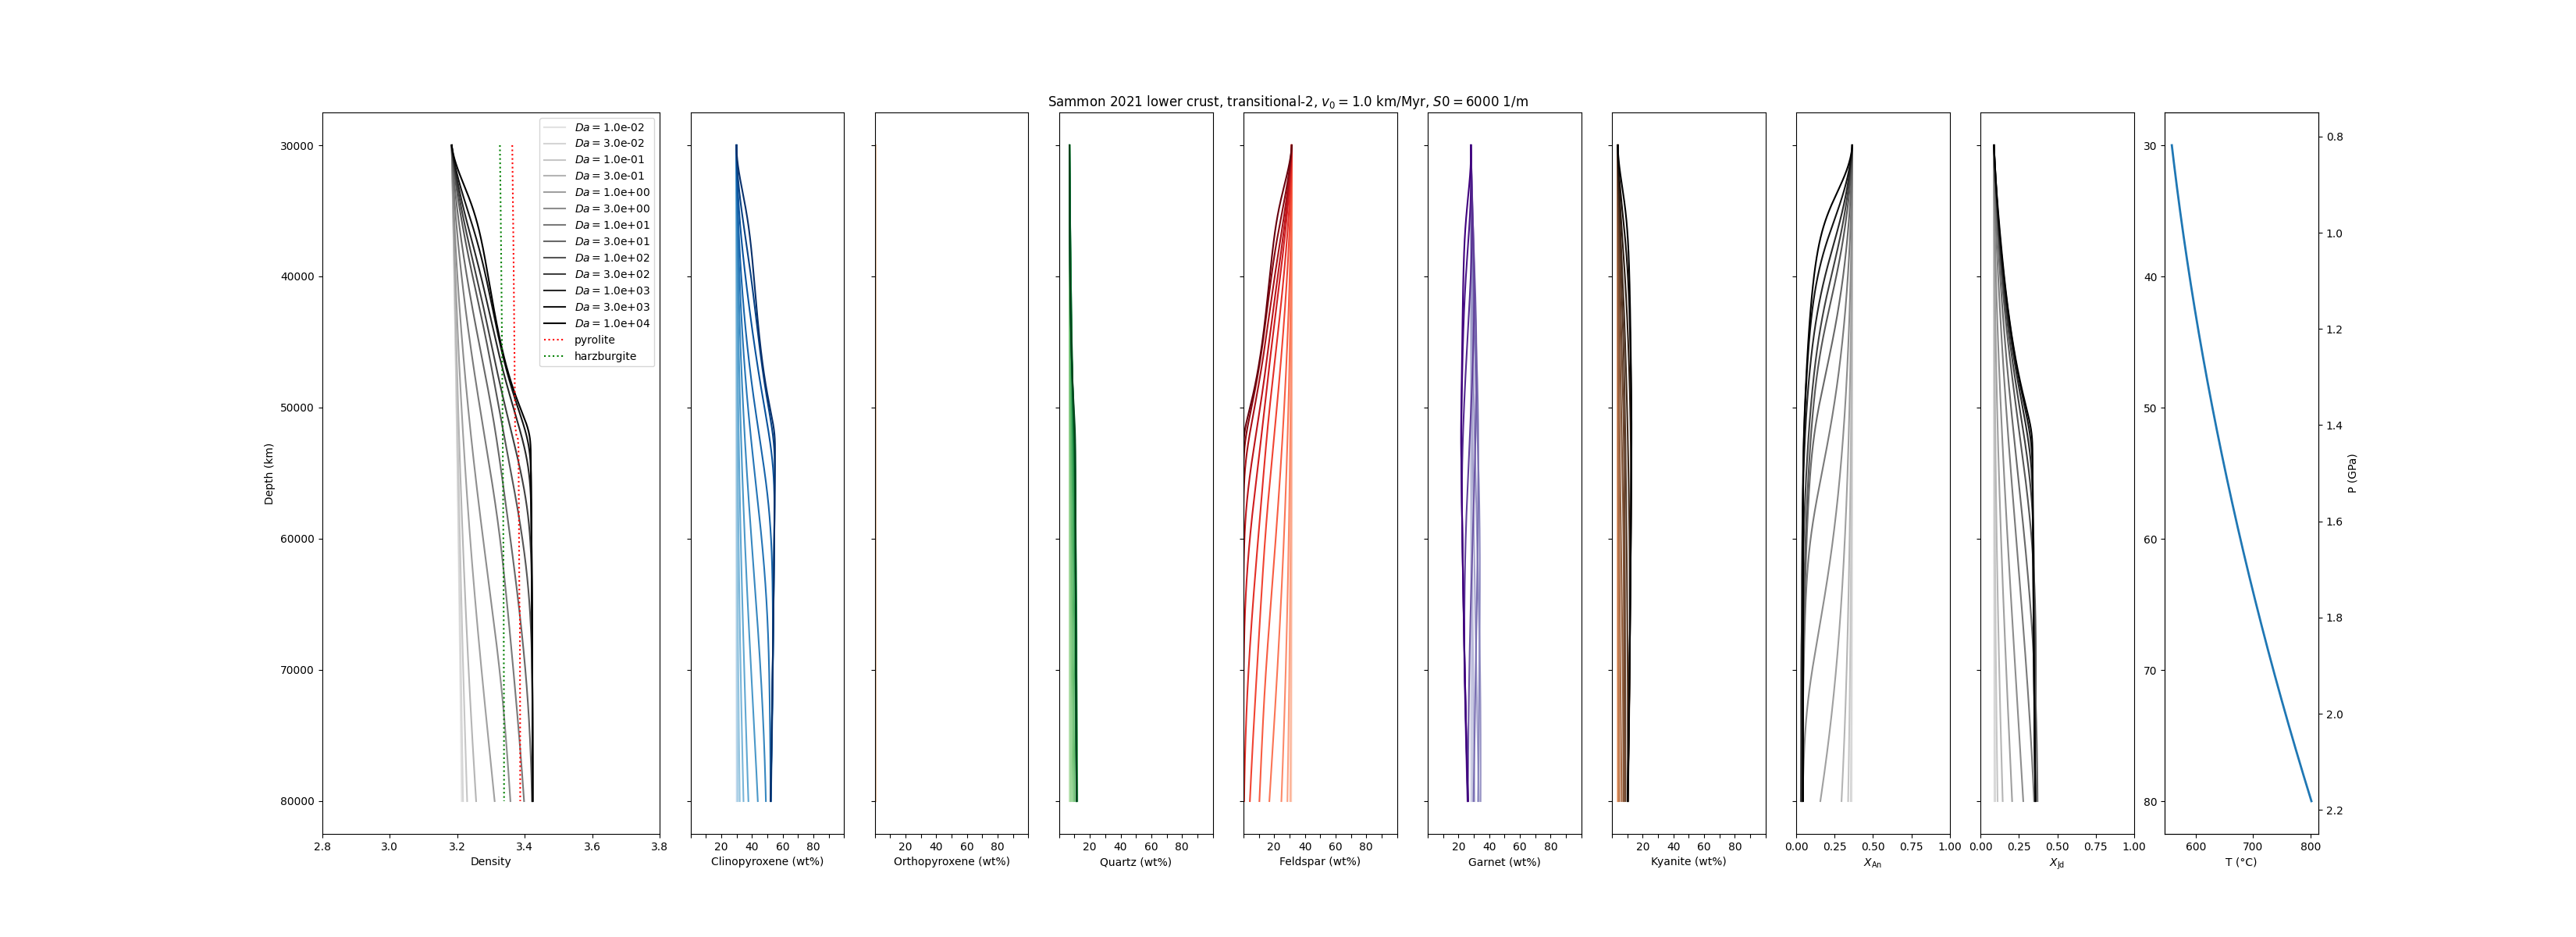 Sammon 2021 lower crust, transitional-2, v₀ = 1.0 km/Myr, S0 = 6000 1/m
Da = 1.0e-02
Da = 3.0e-02
Da = 1.0e-01
Da = 3.0e-01
Da = 1.0e+00
Da = 3.0e+00
Da = 1.0e+01
Da = 3.0e+01
Da = 1.0e+02
Da = 3.0e+02
Da = 1.0e+03
Da = 3.0e+03
Da = 1.0e+04
pyrolite
harzburgite
Depth (km)
30000
40000
50000
60000
70000
80000
2.8 3.0 3.2 3.4 3.6 3.8
Density
20 40 60 80
Clinopyroxene (wt%)
20 40 60 80
Orthopyroxene (wt%)
20 40 60 80
Quartz (wt%)
20 40 60 80
Feldspar (wt%)
20 40 60 80
Garnet (wt%)
20 40 60 80
Kyanite (wt%)
0.00 0.25 0.50 0.75 1.00
X_An
0.00 0.25 0.50 0.75 1.00
X_Jd
30
40
50
60
70
80
600 700 800
T (°C)
0.8
1.0
1.2
1.4
1.6
1.8
2.0
2.2
P (GPa)